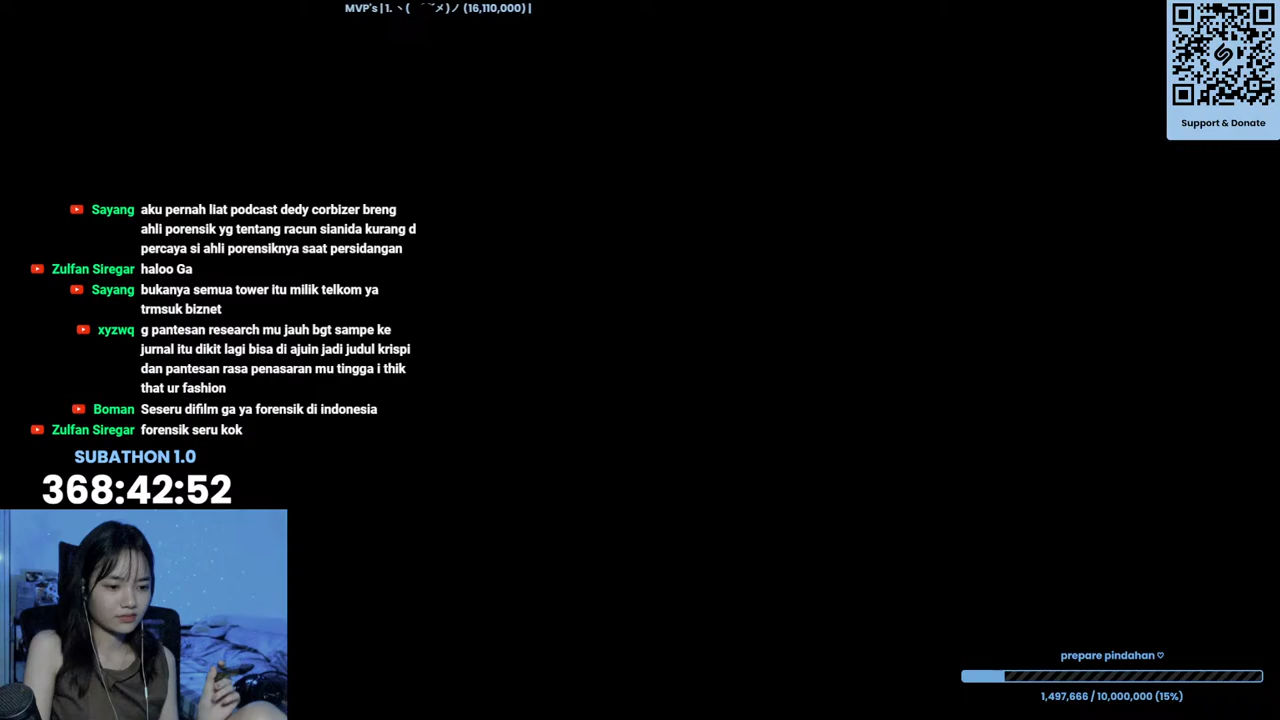 MVP's | 1. ヽ( ゙メ)ノ (16,110,000) |
Support & Donate
Sayang aku pernah liat podcast dedy corbizer breng
ahli porensik yg tentang racun sianida kurang d
percaya si ahli porensiknya saat persidangan
Zulfan Siregar haloo Ga
Sayang bukanya semua tower itu milik telkom ya
trmsuk biznet
xyzwq g pantesan research mu jauh bgt sampe ke
jurnal itu dikit lagi bisa di ajuin jadi judul krispi
dan pantesan rasa penasaran mu tingga i thik
that ur fashion
Boman Seseru difilm ga ya forensik di indonesia
Zulfan Siregar forensik seru kok
SUBATHON 1.0
368:42:52
prepare pindahan ♡
1,497,666 / 10,000,000 (15%)